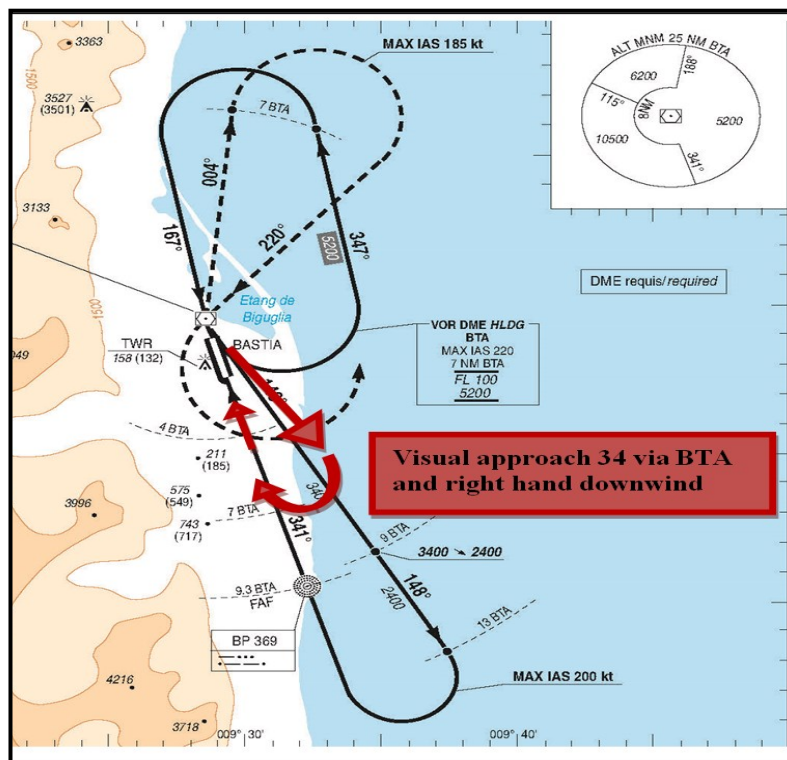 3363
MAX IAS 185 kt
ALT MNM 25 NM BTA
188°
6200
115°
8NM
5200
10500
341°
1500
3527
(3501)
7 BTA
004°
3133
167°
220°
5200
347°
1500
DME requis/required
Etang de
Biguglia
VOR DME HLDG
BTA
MAX IAS 220
7 NM BTA
FL 100
5200
TWR
158 (132)
BASTIA
049
4 BTA
211
(185)
Visual approach 34 via BTA
and right hand downwind
575
(549)
340
3996
743
(717)
7 BTA
341°
9 BTA
3400 ➘ 2400
148°
2400
9.3 BTA
FAF
13 BTA
BP 369
4216
MAX IAS 200 kt
3718
009° 30'
009° 40'